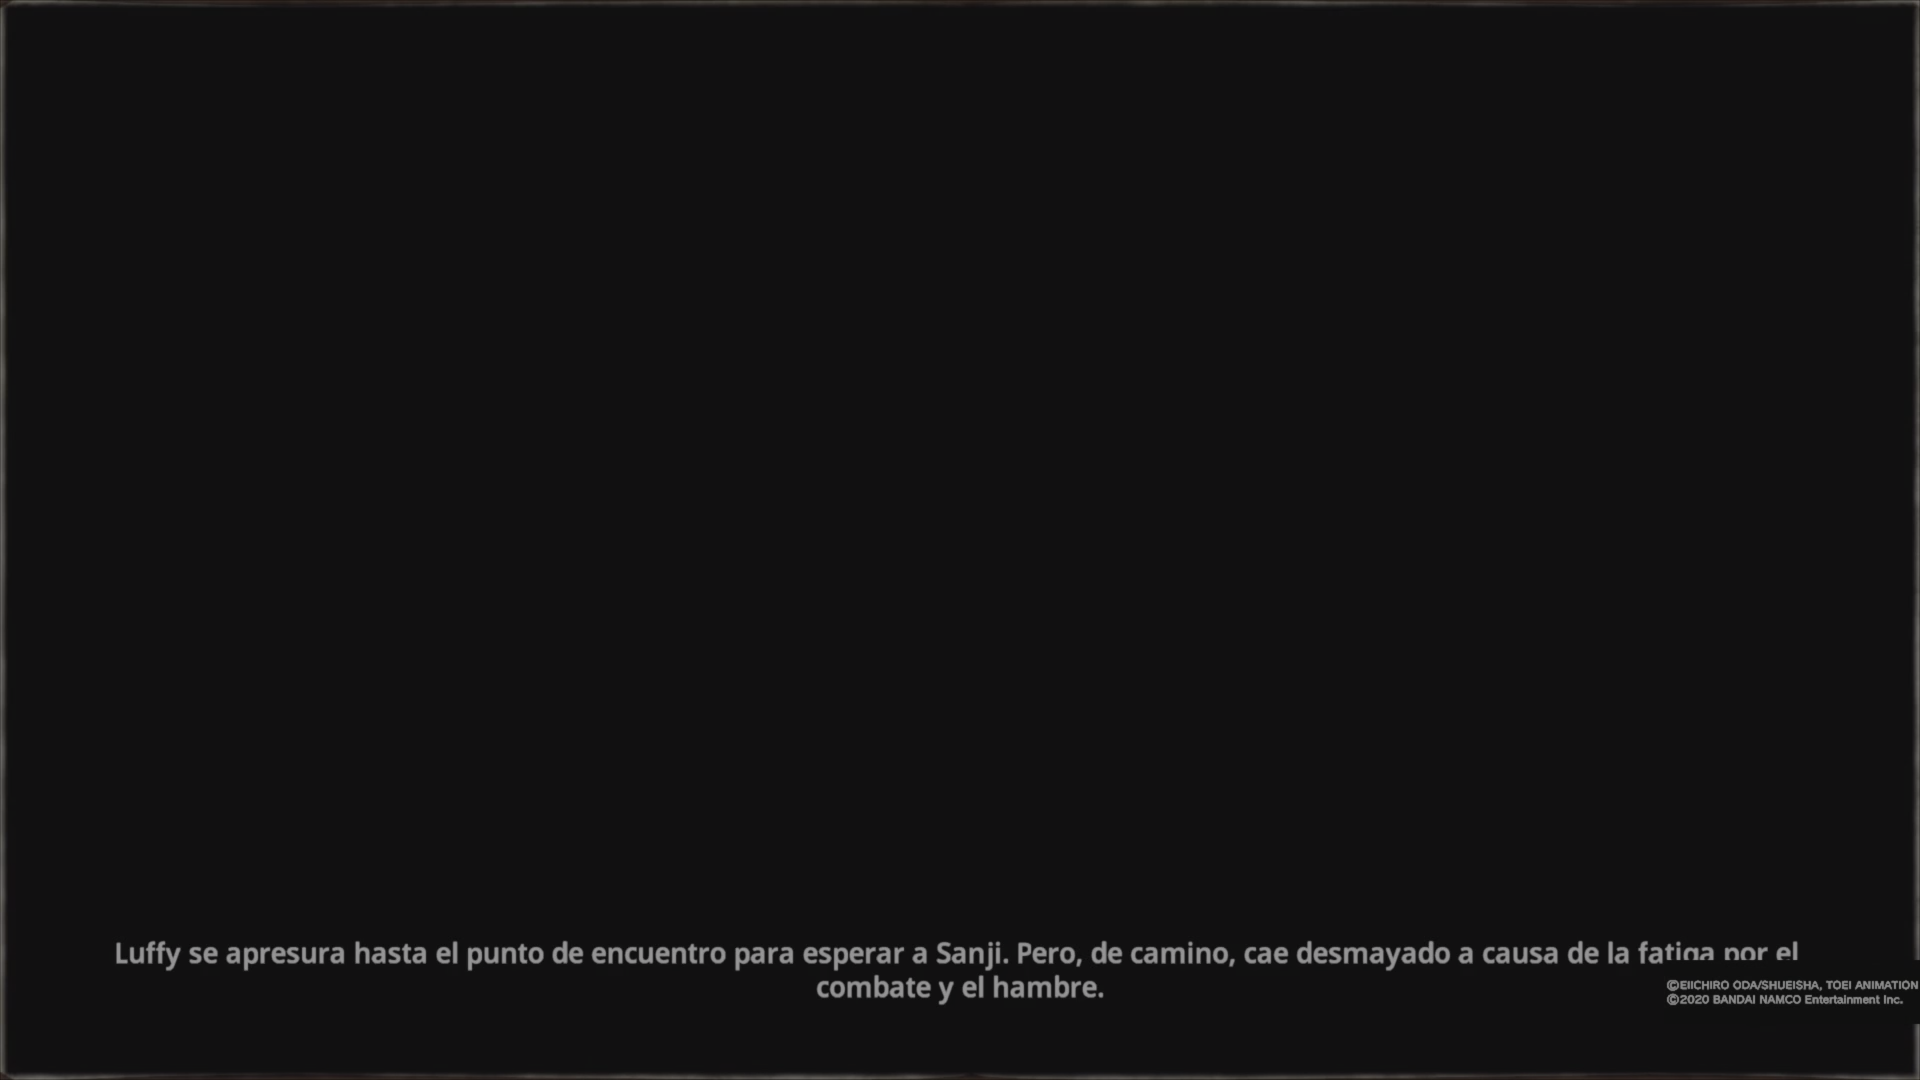 Luffy se apresura hasta el punto de encuentro para esperar a Sanji. Pero, de camino, cae desmayado a causa de la fatiga por el
combate y el hambre.
©EIICHIRO ODA/SHUEISHA, TOEI ANIMATION
©2020 BANDAI NAMCO Entertainment Inc.